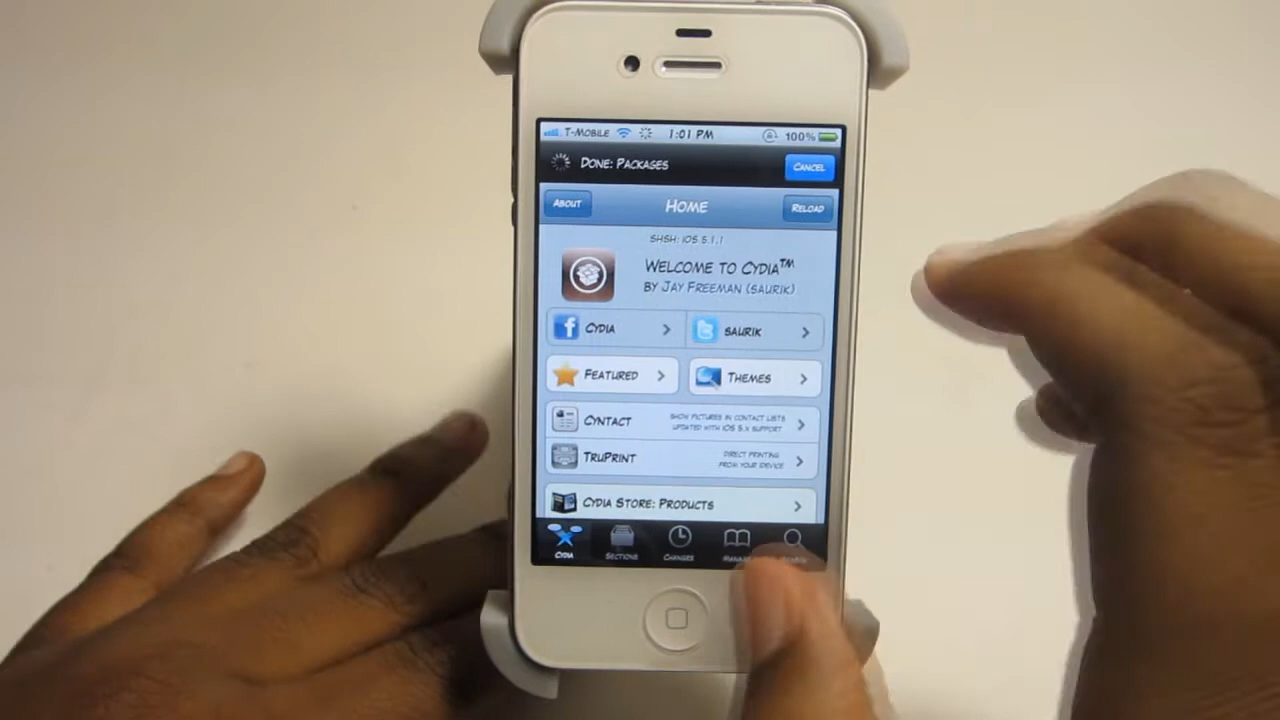 T-MOBILE 1:01 PM 100%
DONE: PACKAGES CANCEL
ABOUT HOME RELOAD
SHSH: iOS 5.1.1
WELCOME TO CYDIA™
BY JAY FREEMAN (SAURIK)
CYDIA SAURIK
FEATURED THEMES
CYNTACT SHOW PICTURES IN CONTACT LISTS
UPDATED WITH iOS 5.X SUPPORT
TRUPRINT DIRECT PRINTING
FROM YOUR DEVICE
CYDIA STORE: PRODUCTS
CYDIA SECTIONS CHANGES